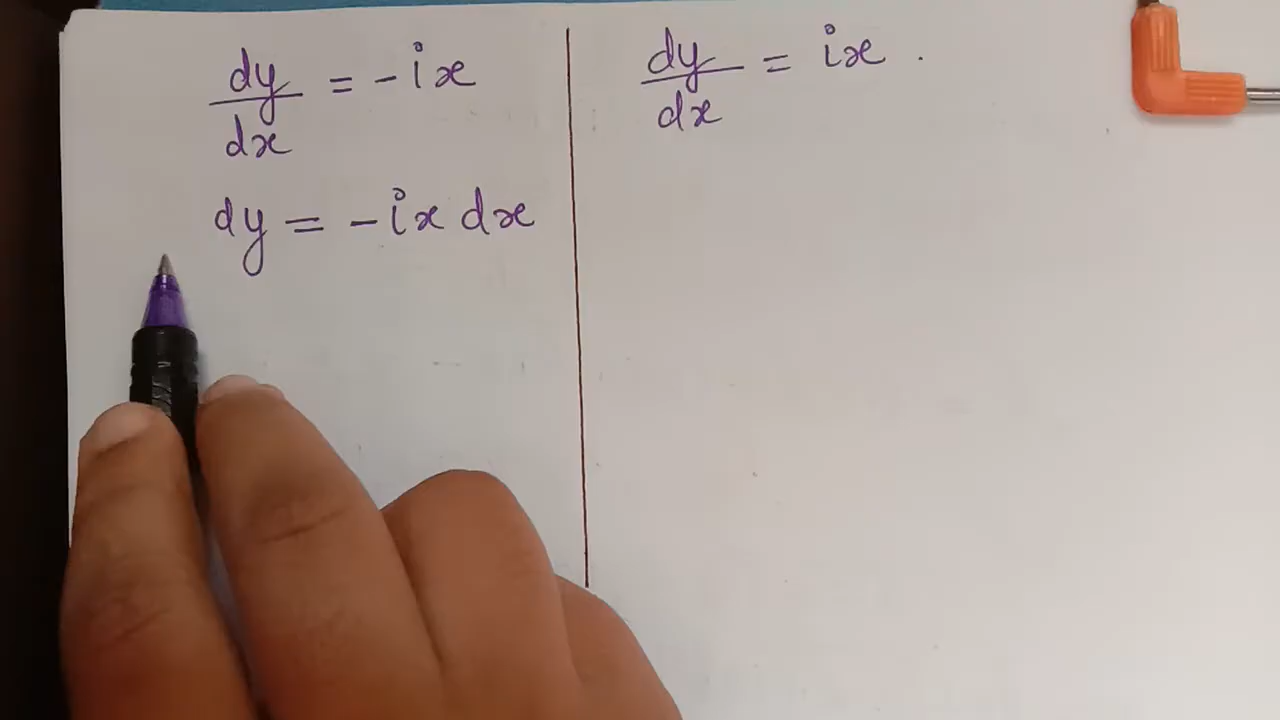 dy/dx = -ix
dy = -ix dx
dy/dx = ix .